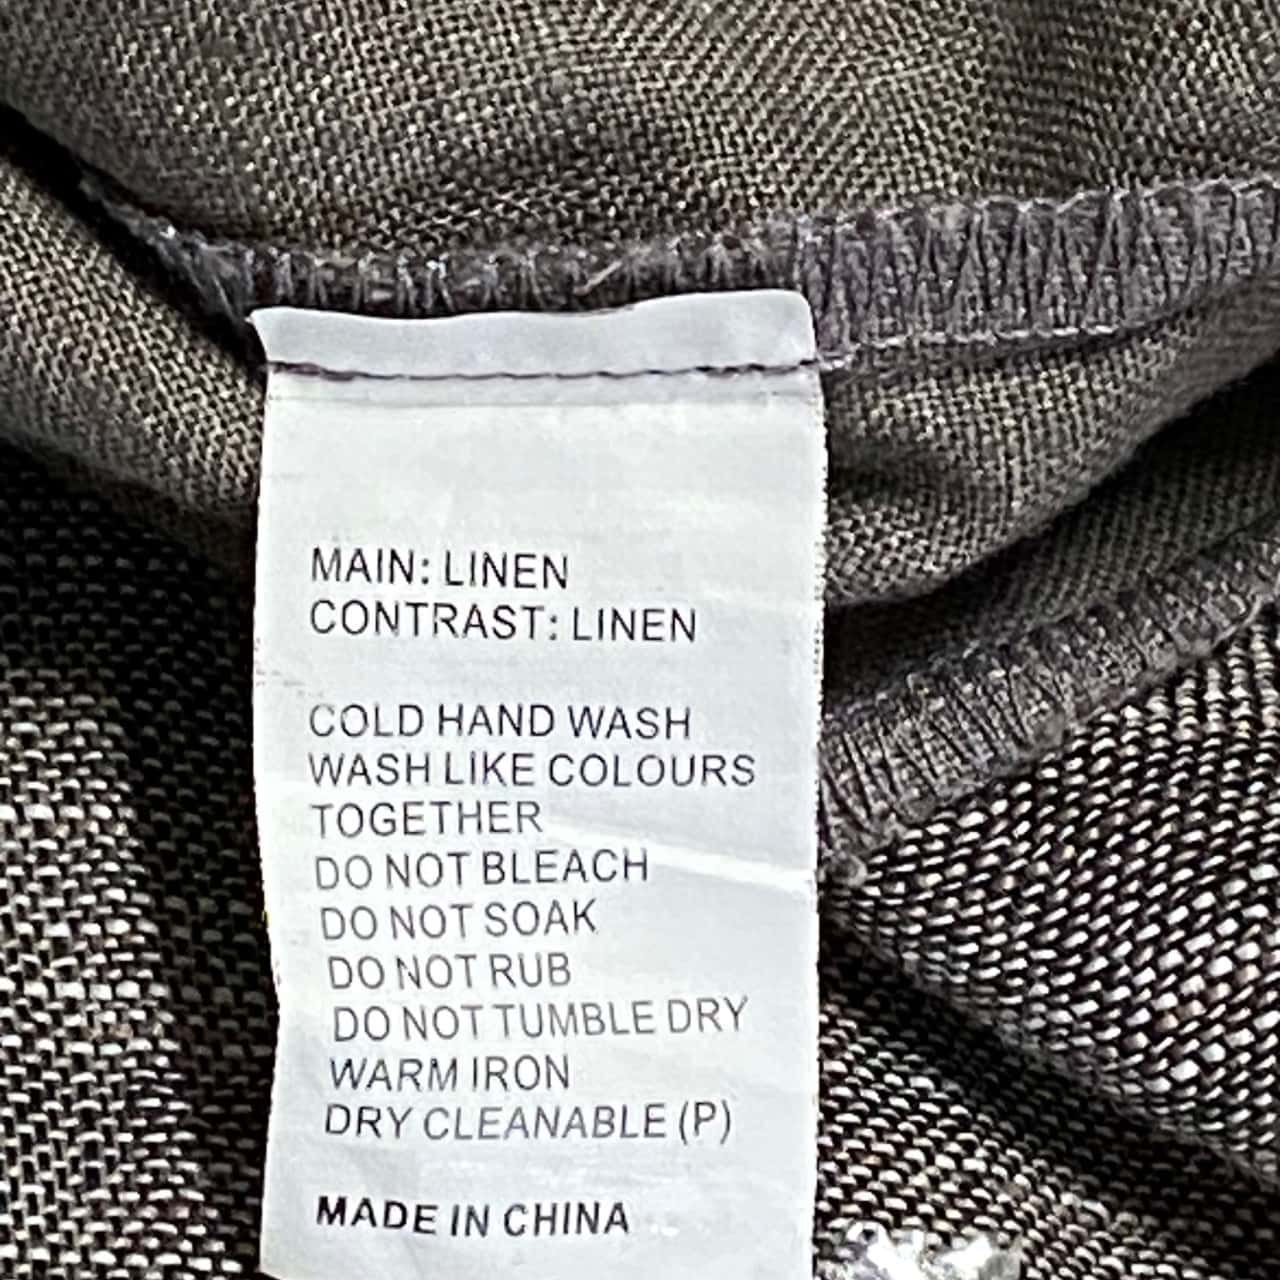 MAIN: LINEN
CONTRAST: LINEN
COLD HAND WASH
WASH LIKE COLOURS
TOGETHER
DO NOT BLEACH
DO NOT SOAK
DO NOT RUB
DO NOT TUMBLE DRY
WARM IRON
DRY CLEANABLE (P)
MADE IN CHINA